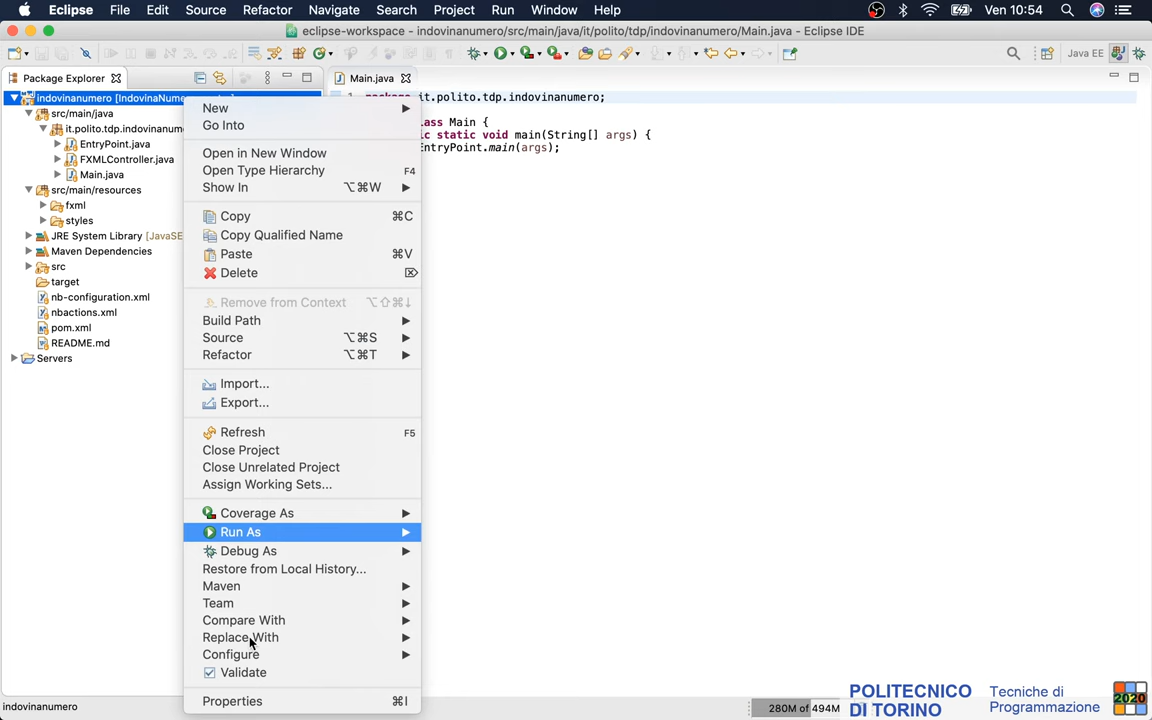 Eclipse File Edit Source Refactor Navigate Search Project Run Window Help Ven 10:54
eclipse-workspace - indovinanumero/src/main/java/it/polito/tdp/indovinanumero/Main.java - Eclipse IDE
Java EE
Package Explorer
Main.java
indovinanumero [IndovinaNume
src/main/java
it.polito.tdp.indovinanum
EntryPoint.java
FXMLController.java
Main.java
src/main/resources
fxml
styles
JRE System Library [JavaSE
Maven Dependencies
src
target
nb-configuration.xml
nbactions.xml
pom.xml
README.md
Servers
New
Go Into
Open in New Window
Open Type Hierarchy F4
Show In ⌥⌘W
Copy ⌘C
Copy Qualified Name
Paste ⌘V
Delete ⌦
Remove from Context ⌥⇧⌘↓
Build Path
Source ⌥⌘S
Refactor ⌥⌘T
Import...
Export...
Refresh F5
Close Project
Close Unrelated Project
Assign Working Sets...
Coverage As
Run As
Debug As
Restore from Local History...
Maven
Team
Compare With
Replace With
Configure
Validate
Properties ⌘I
1 it.polito.tdp.indovinanumero;
ass Main {
ic static void main(String[] args) {
EntryPoint.main(args);
indovinanumero
280M of 494M
POLITECNICO
DI TORINO
Tecniche di
Programmazione
2020